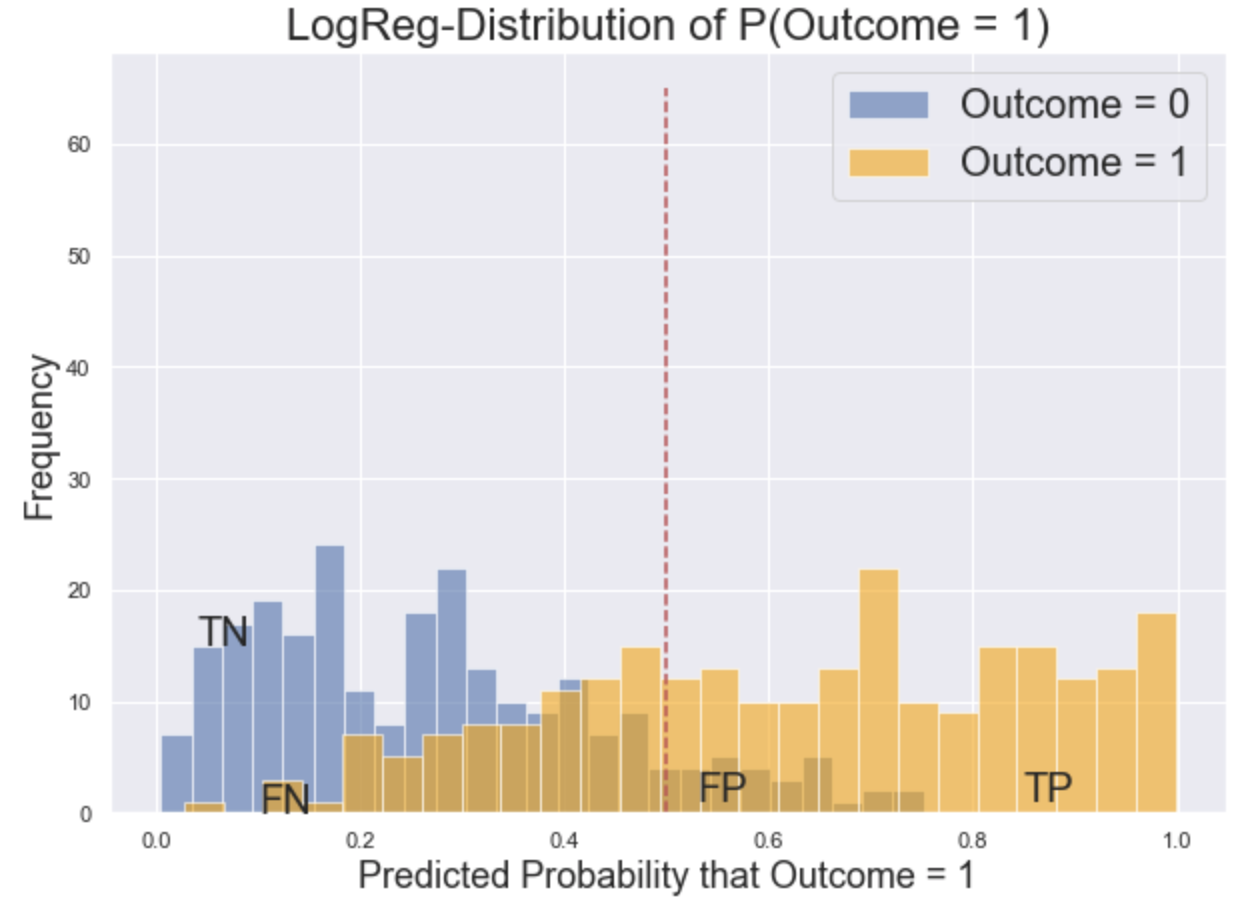 LogReg-Distribution of P(Outcome = 1)
Outcome = 0
Outcome = 1
60
50
40
30
20
10
0
Frequency
TN
FN
FP
TP
0.0 0.2 0.4 0.6 0.8 1.0
Predicted Probability that Outcome = 1